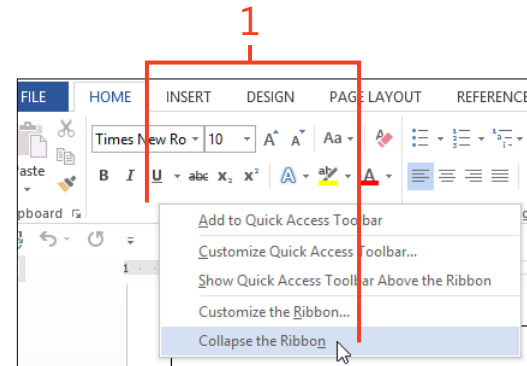 1
FILE HOME INSERT DESIGN PAGE LAYOUT REFERENCE
Times New Ro 10 A A Aa
aste B I U abc x₂ x² A ab A
pboard
Add to Quick Access Toolbar
Customize Quick Access Toolbar...
Show Quick Access Toolbar Above the Ribbon
1
Customize the Ribbon...
Collapse the Ribbon